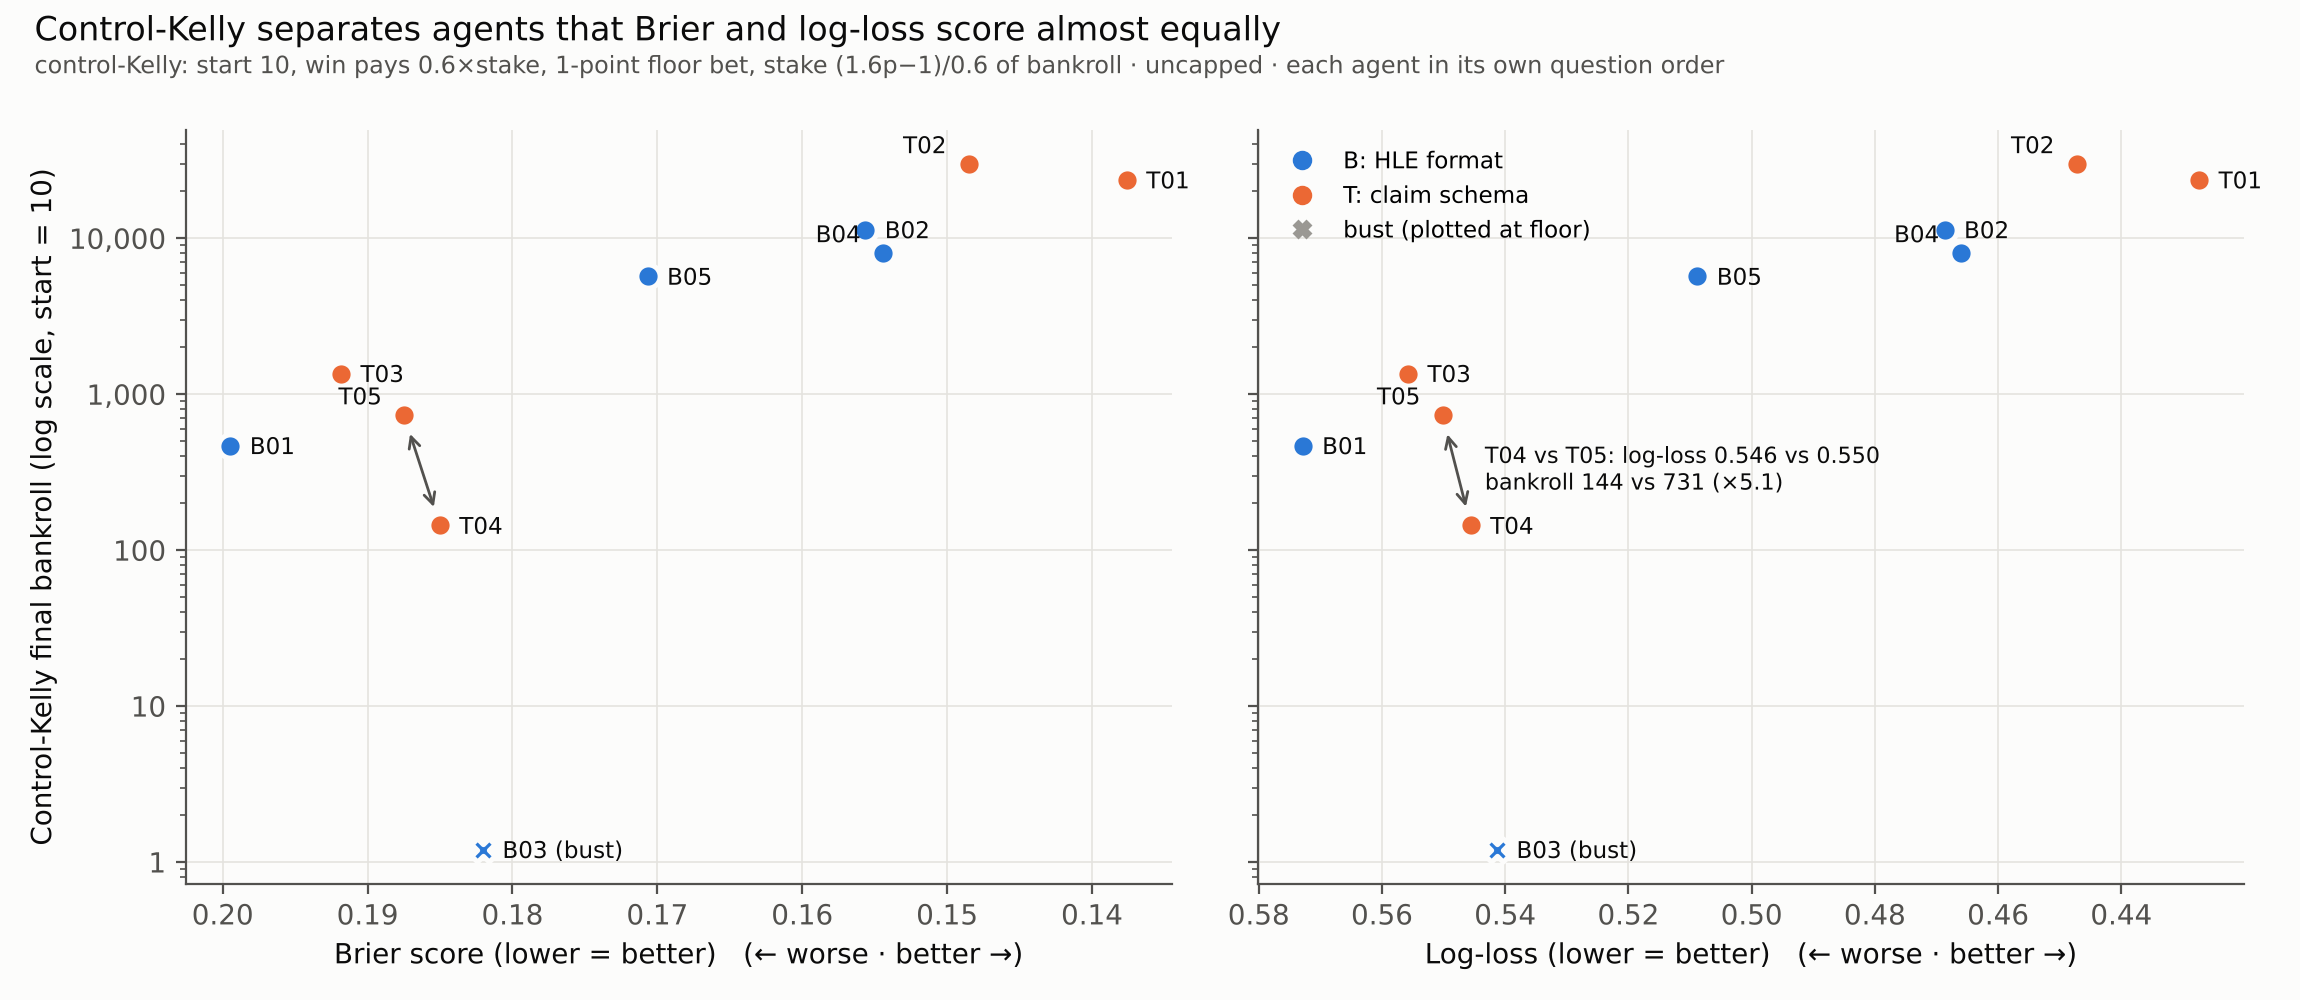 Control-Kelly separates agents that Brier and log-loss score almost equally
control-Kelly: start 10, win pays 0.6×stake, 1-point floor bet, stake (1.6p−1)/0.6 of bankroll · uncapped · each agent in its own question order
Control-Kelly final bankroll (log scale, start = 10)
10,000
1,000
100
10
1
T02
T01
B04
B02
B05
T03
T05
B01
T04
B03 (bust)
0.20
0.19
0.18
0.17
0.16
0.15
0.14
Brier score (lower = better) (← worse · better →)
B: HLE format
T: claim schema
bust (plotted at floor)
T02
T01
B04
B02
B05
T03
T05
B01
T04 vs T05: log-loss 0.546 vs 0.550
bankroll 144 vs 731 (×5.1)
T04
B03 (bust)
0.58
0.56
0.54
0.52
0.50
0.48
0.46
0.44
Log-loss (lower = better) (← worse · better →)